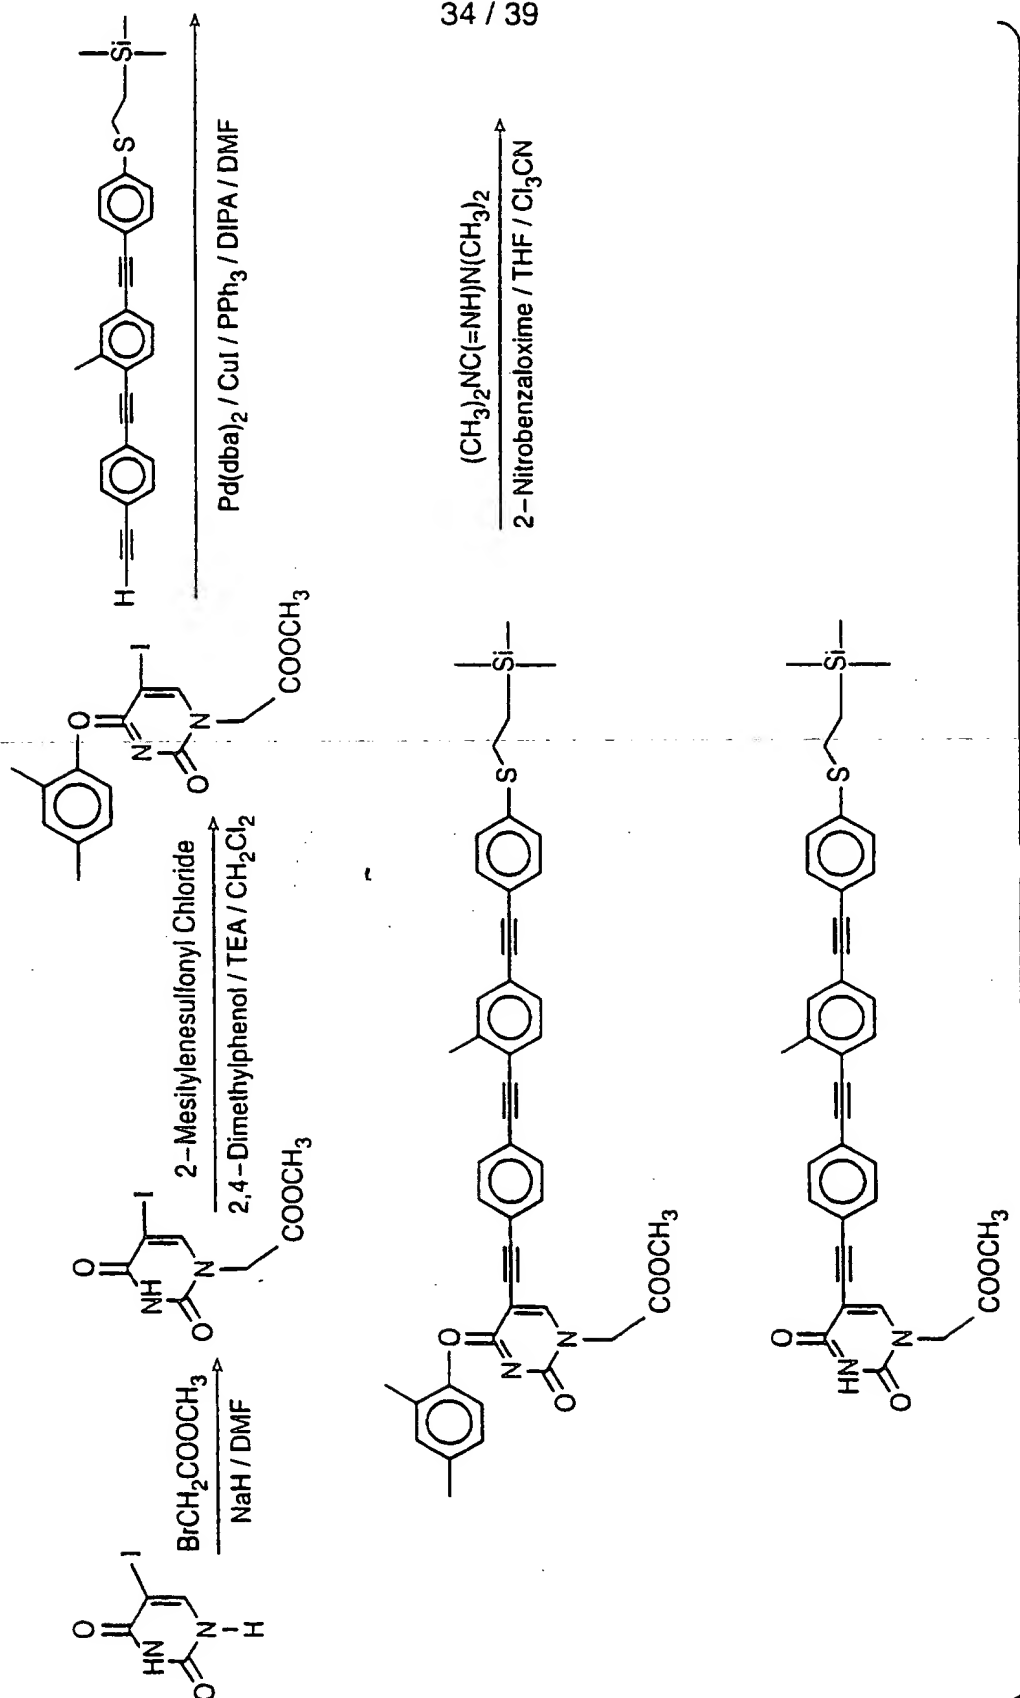 34 / 39
BrCH2COOCH3
NaH / DMF
2-Mesitylenesulfonyl Chloride
2,4-Dimethylphenol / TEA / CH2Cl2
Pd(dba)2 / CuI / PPh3 / DIPA / DMF
(CH3)2NC(=NH)N(CH3)2
2-Nitrobenzaloxime / THF / Cl3CN
O
I
HN
N
H
O
O
I
NH
N
O
COOCH3
O
I
N
N
O
COOCH3
H
S
Si
O
N
N
O
COOCH3
S
Si
O
NH
N
O
COOCH3
S
Si